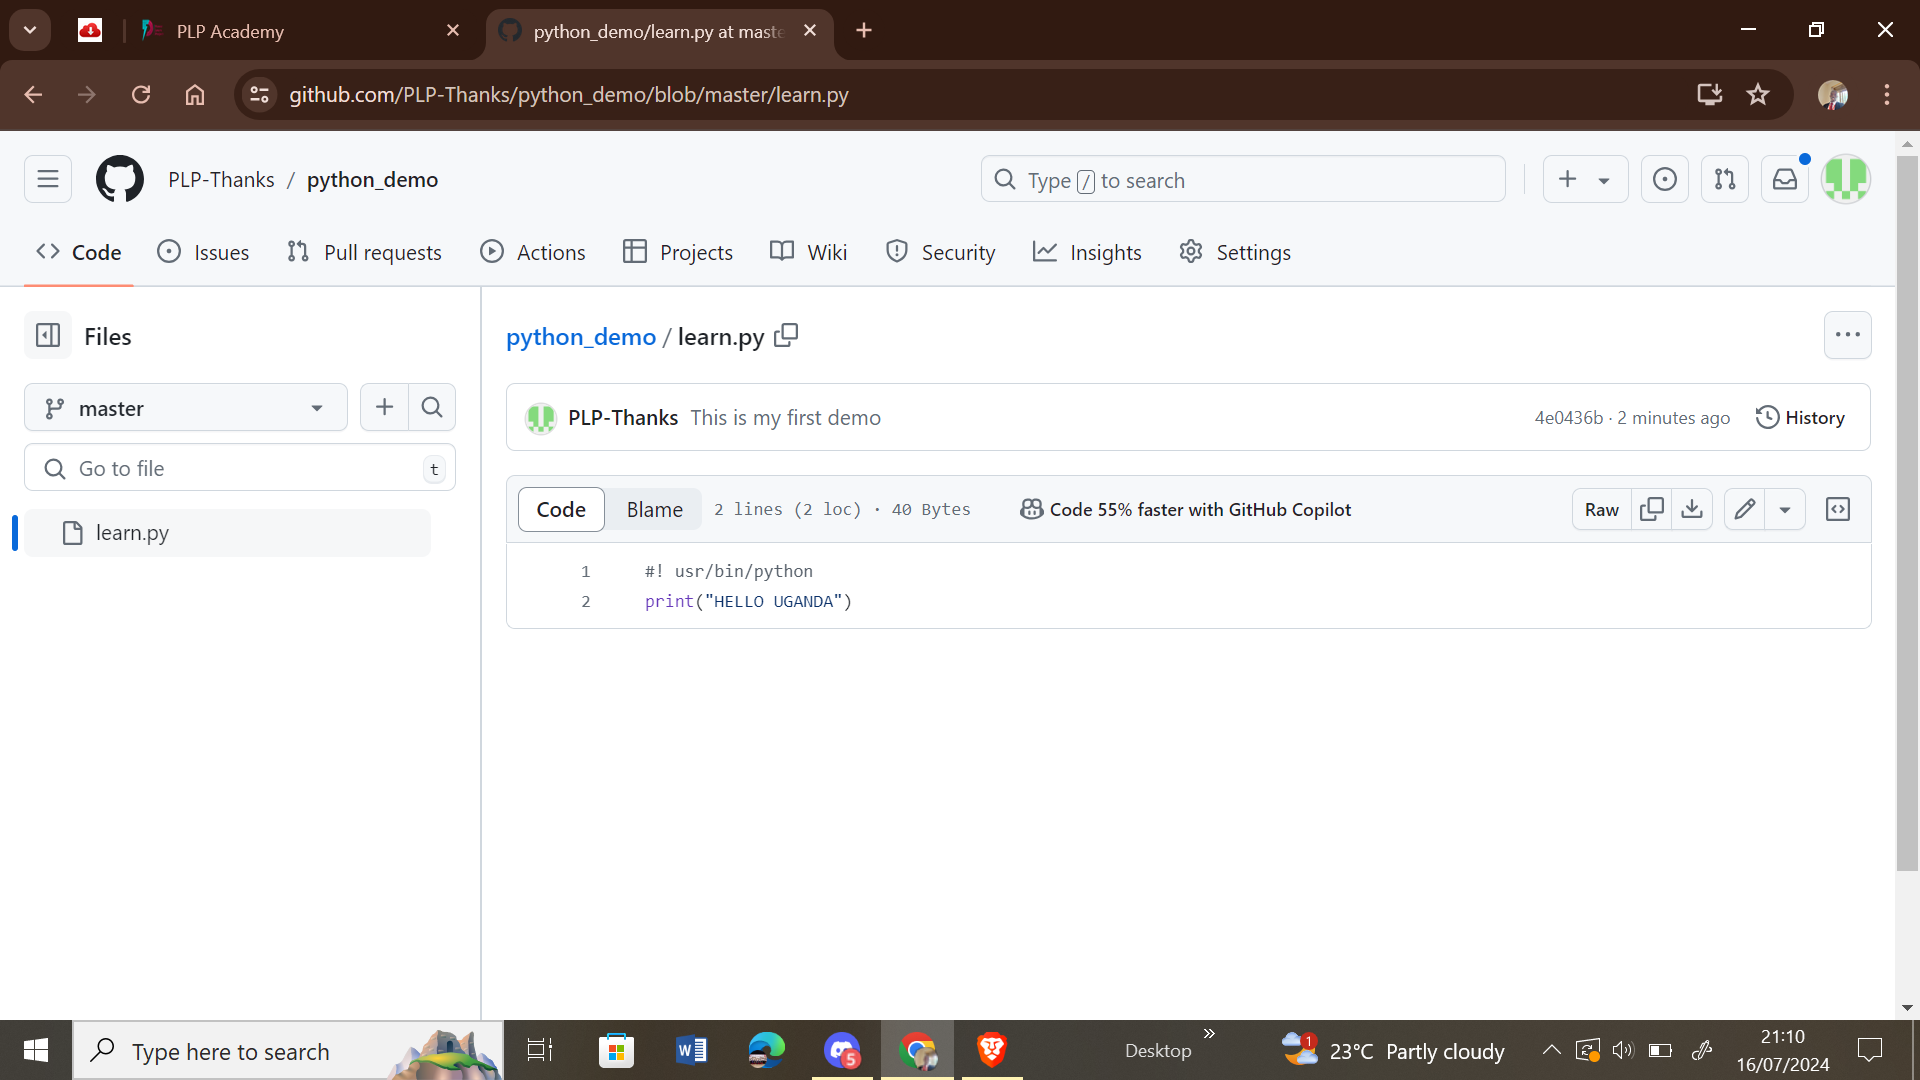 PLP Academy
python_demo/learn.py at maste
github.com/PLP-Thanks/python_demo/blob/master/learn.py
PLP-Thanks / python_demo
Type / to search
Code
Issues
Pull requests
Actions
Projects
Wiki
Security
Insights
Settings
Files
master
Go to file
t
learn.py
python_demo / learn.py
PLP-Thanks This is my first demo
4e0436b · 2 minutes ago
History
Code
Blame
2 lines (2 loc) · 40 Bytes
Code 55% faster with GitHub Copilot
Raw
1 #! usr/bin/python
2 print("HELLO UGANDA")
Type here to search
5
Desktop
1
23°C Partly cloudy
21:10
16/07/2024